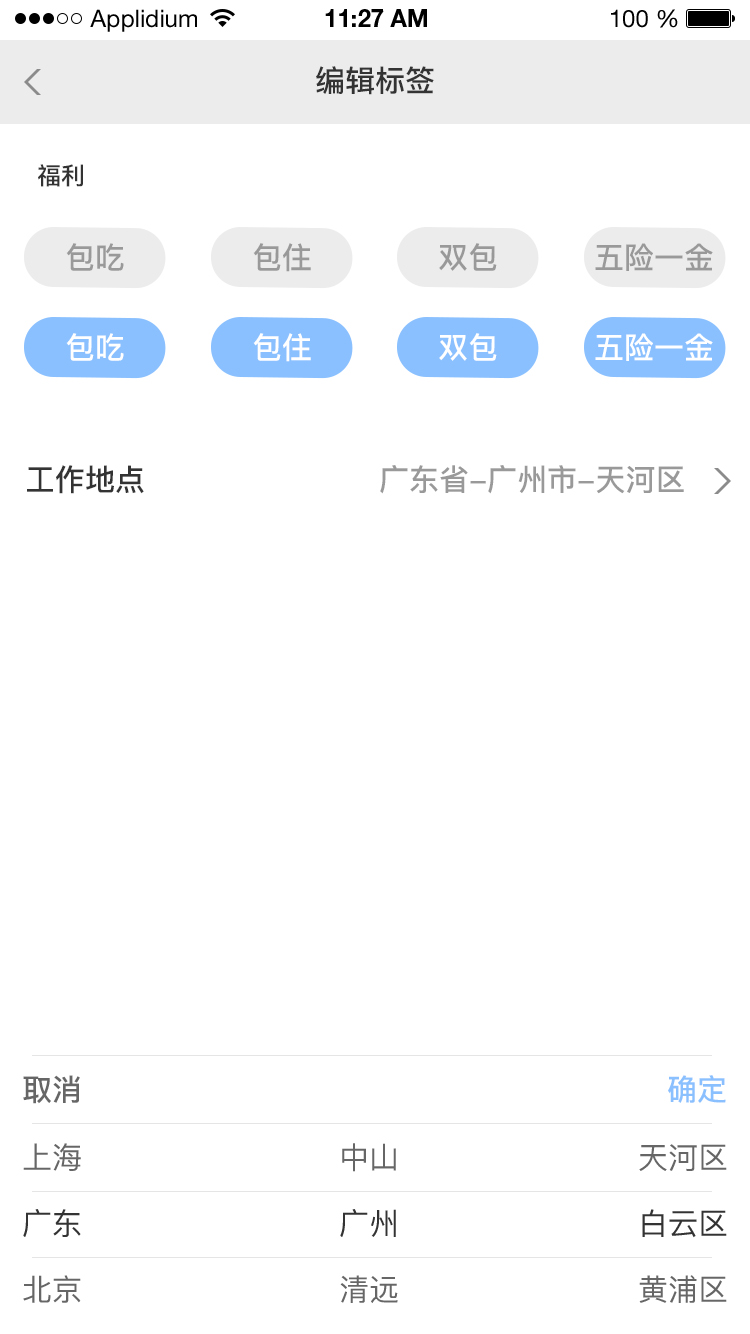 Applidium 11:27 AM 100 %
编辑标签
福利
包吃 包住 双包 五险一金
包吃 包住 双包 五险一金
工作地点 广东省-广州市-天河区
取消 确定
上海 中山 天河区
广东 广州 白云区
北京 清远 黄浦区